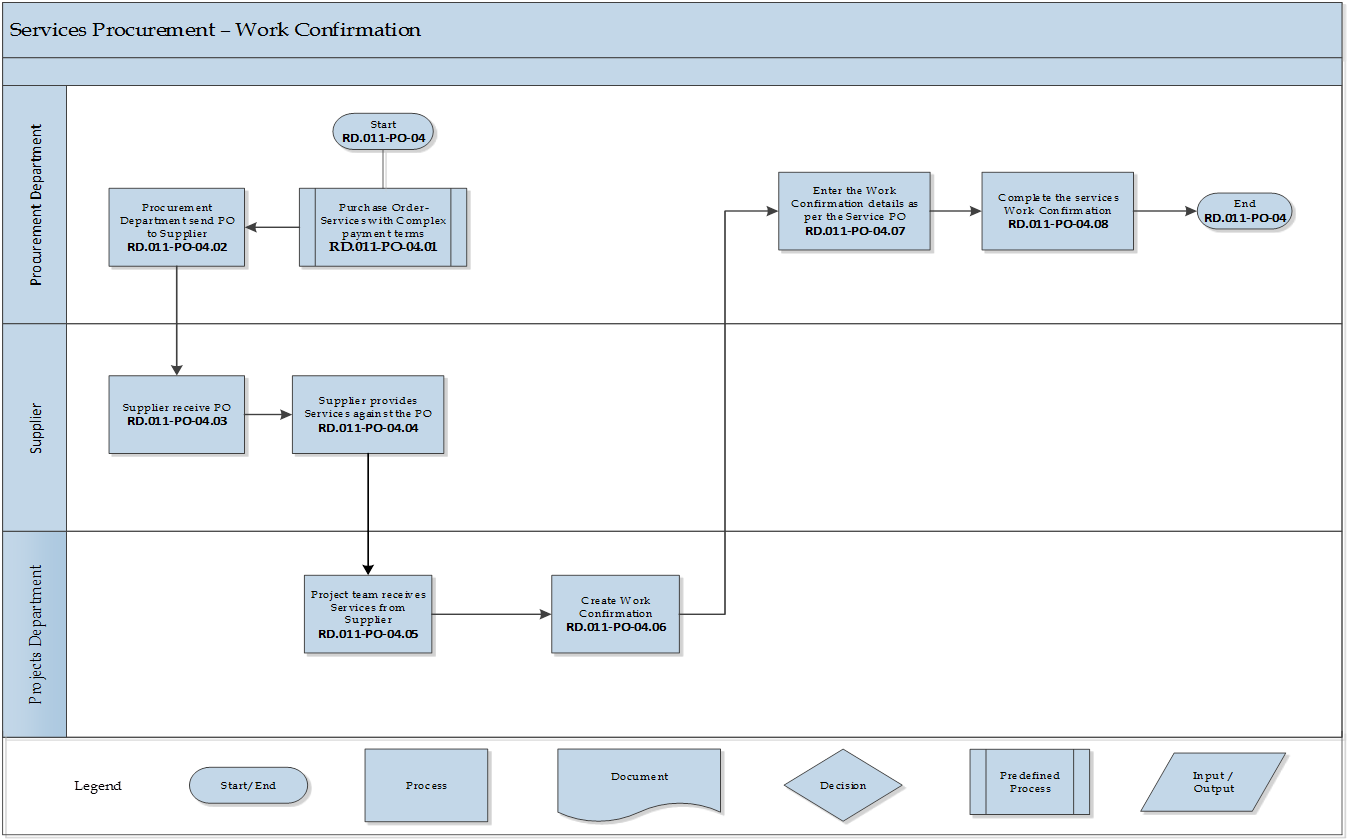 Services Procurement – Work Confirmation
Procurement Department
Start
RD.011-PO-04
Procurement
Department send PO
to Supplier
RD.011-PO-04.02
Purchase Order-
Services with Complex
payment terms
RD.011-PO-04.01
Enter the Work
Confirmation details as
per the Service PO
RD.011-PO-04.07
Complete the services
Work Confirmation
RD.011-PO-04.08
End
RD.011-PO-04
Supplier
Supplier receive PO
RD.011-PO-04.03
Supplier provides
Services against the PO
RD.011-PO-04.04
Projects Department
Project team receives
Services from
Supplier
RD.011-PO-04.05
Create Work
Confirmation
RD.011-PO-04.06
Legend
Start/End
Process
Document
Decision
Predefined
Process
Input /
Output